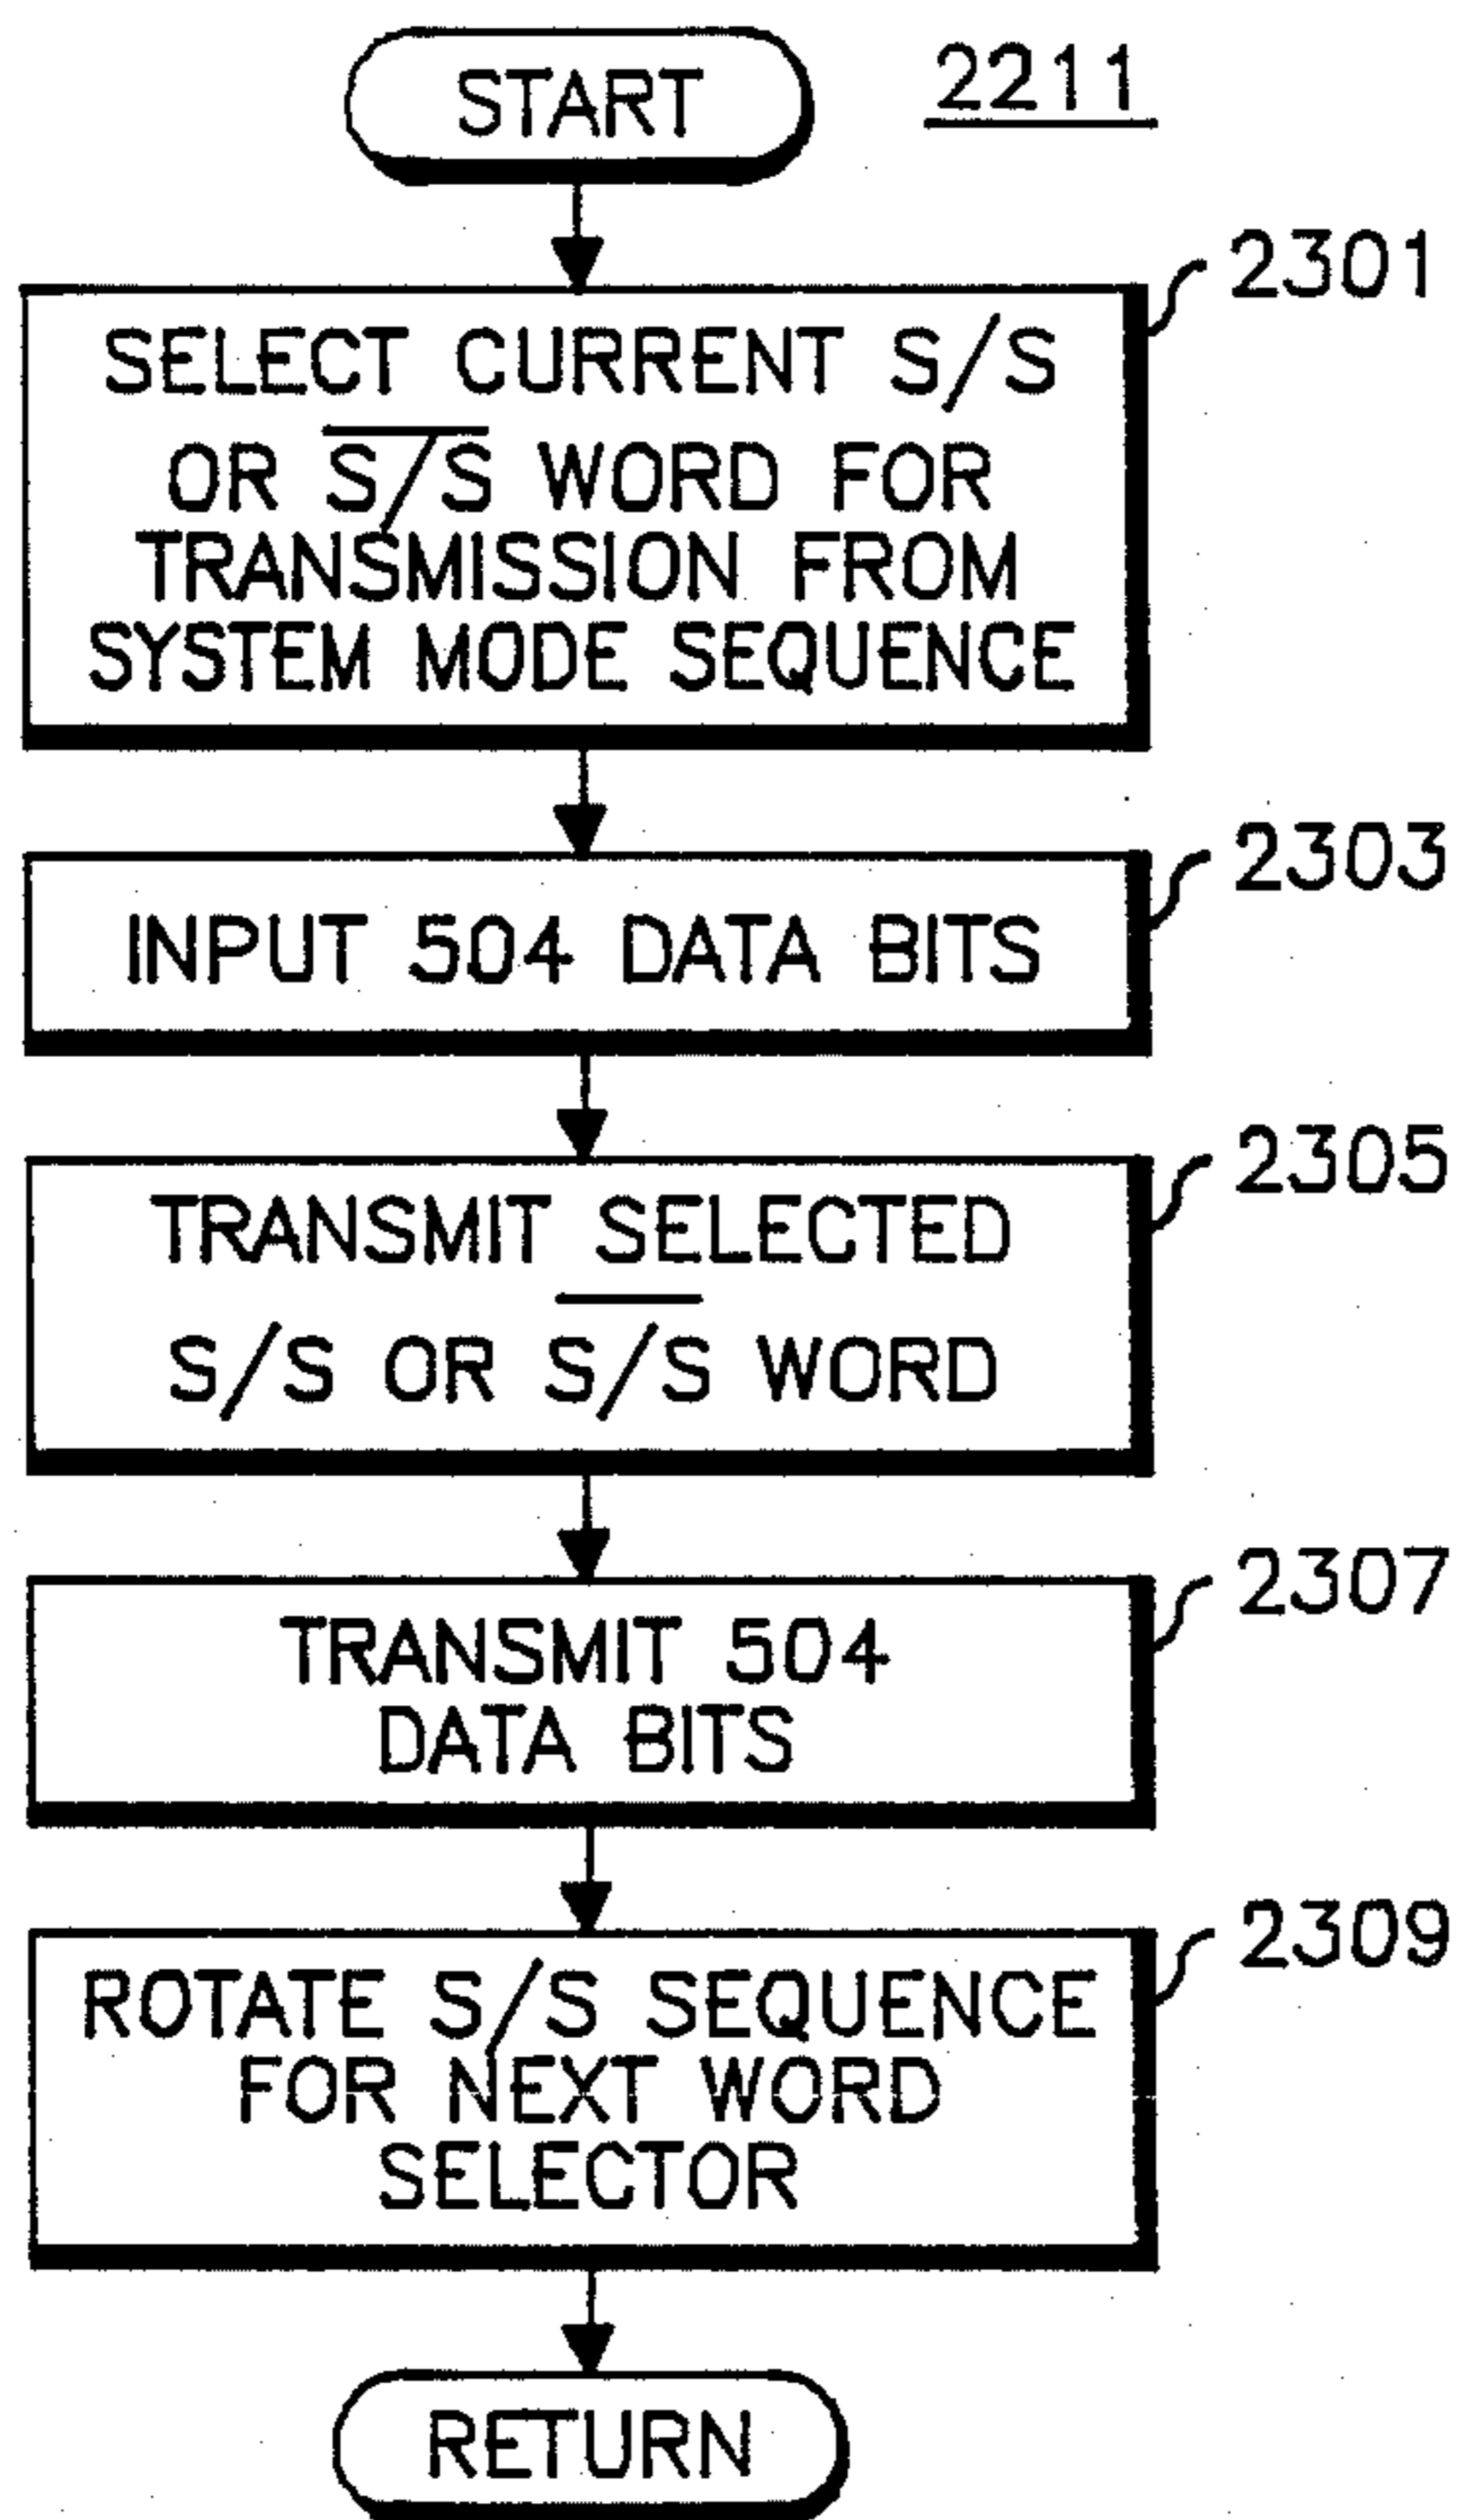 START
2211
2301
SELECT CURRENT S/S
OR S̅/̅S̅ WORD FOR
TRANSMISSION FROM
SYSTEM MODE SEQUENCE
2303
INPUT 504 DATA BITS
2305
TRANSMIT SELECTED
S/S OR S̅/̅S̅ WORD
2307
TRANSMIT 504
DATA BITS
2309
ROTATE S/S SEQUENCE
FOR NEXT WORD
SELECTOR
RETURN